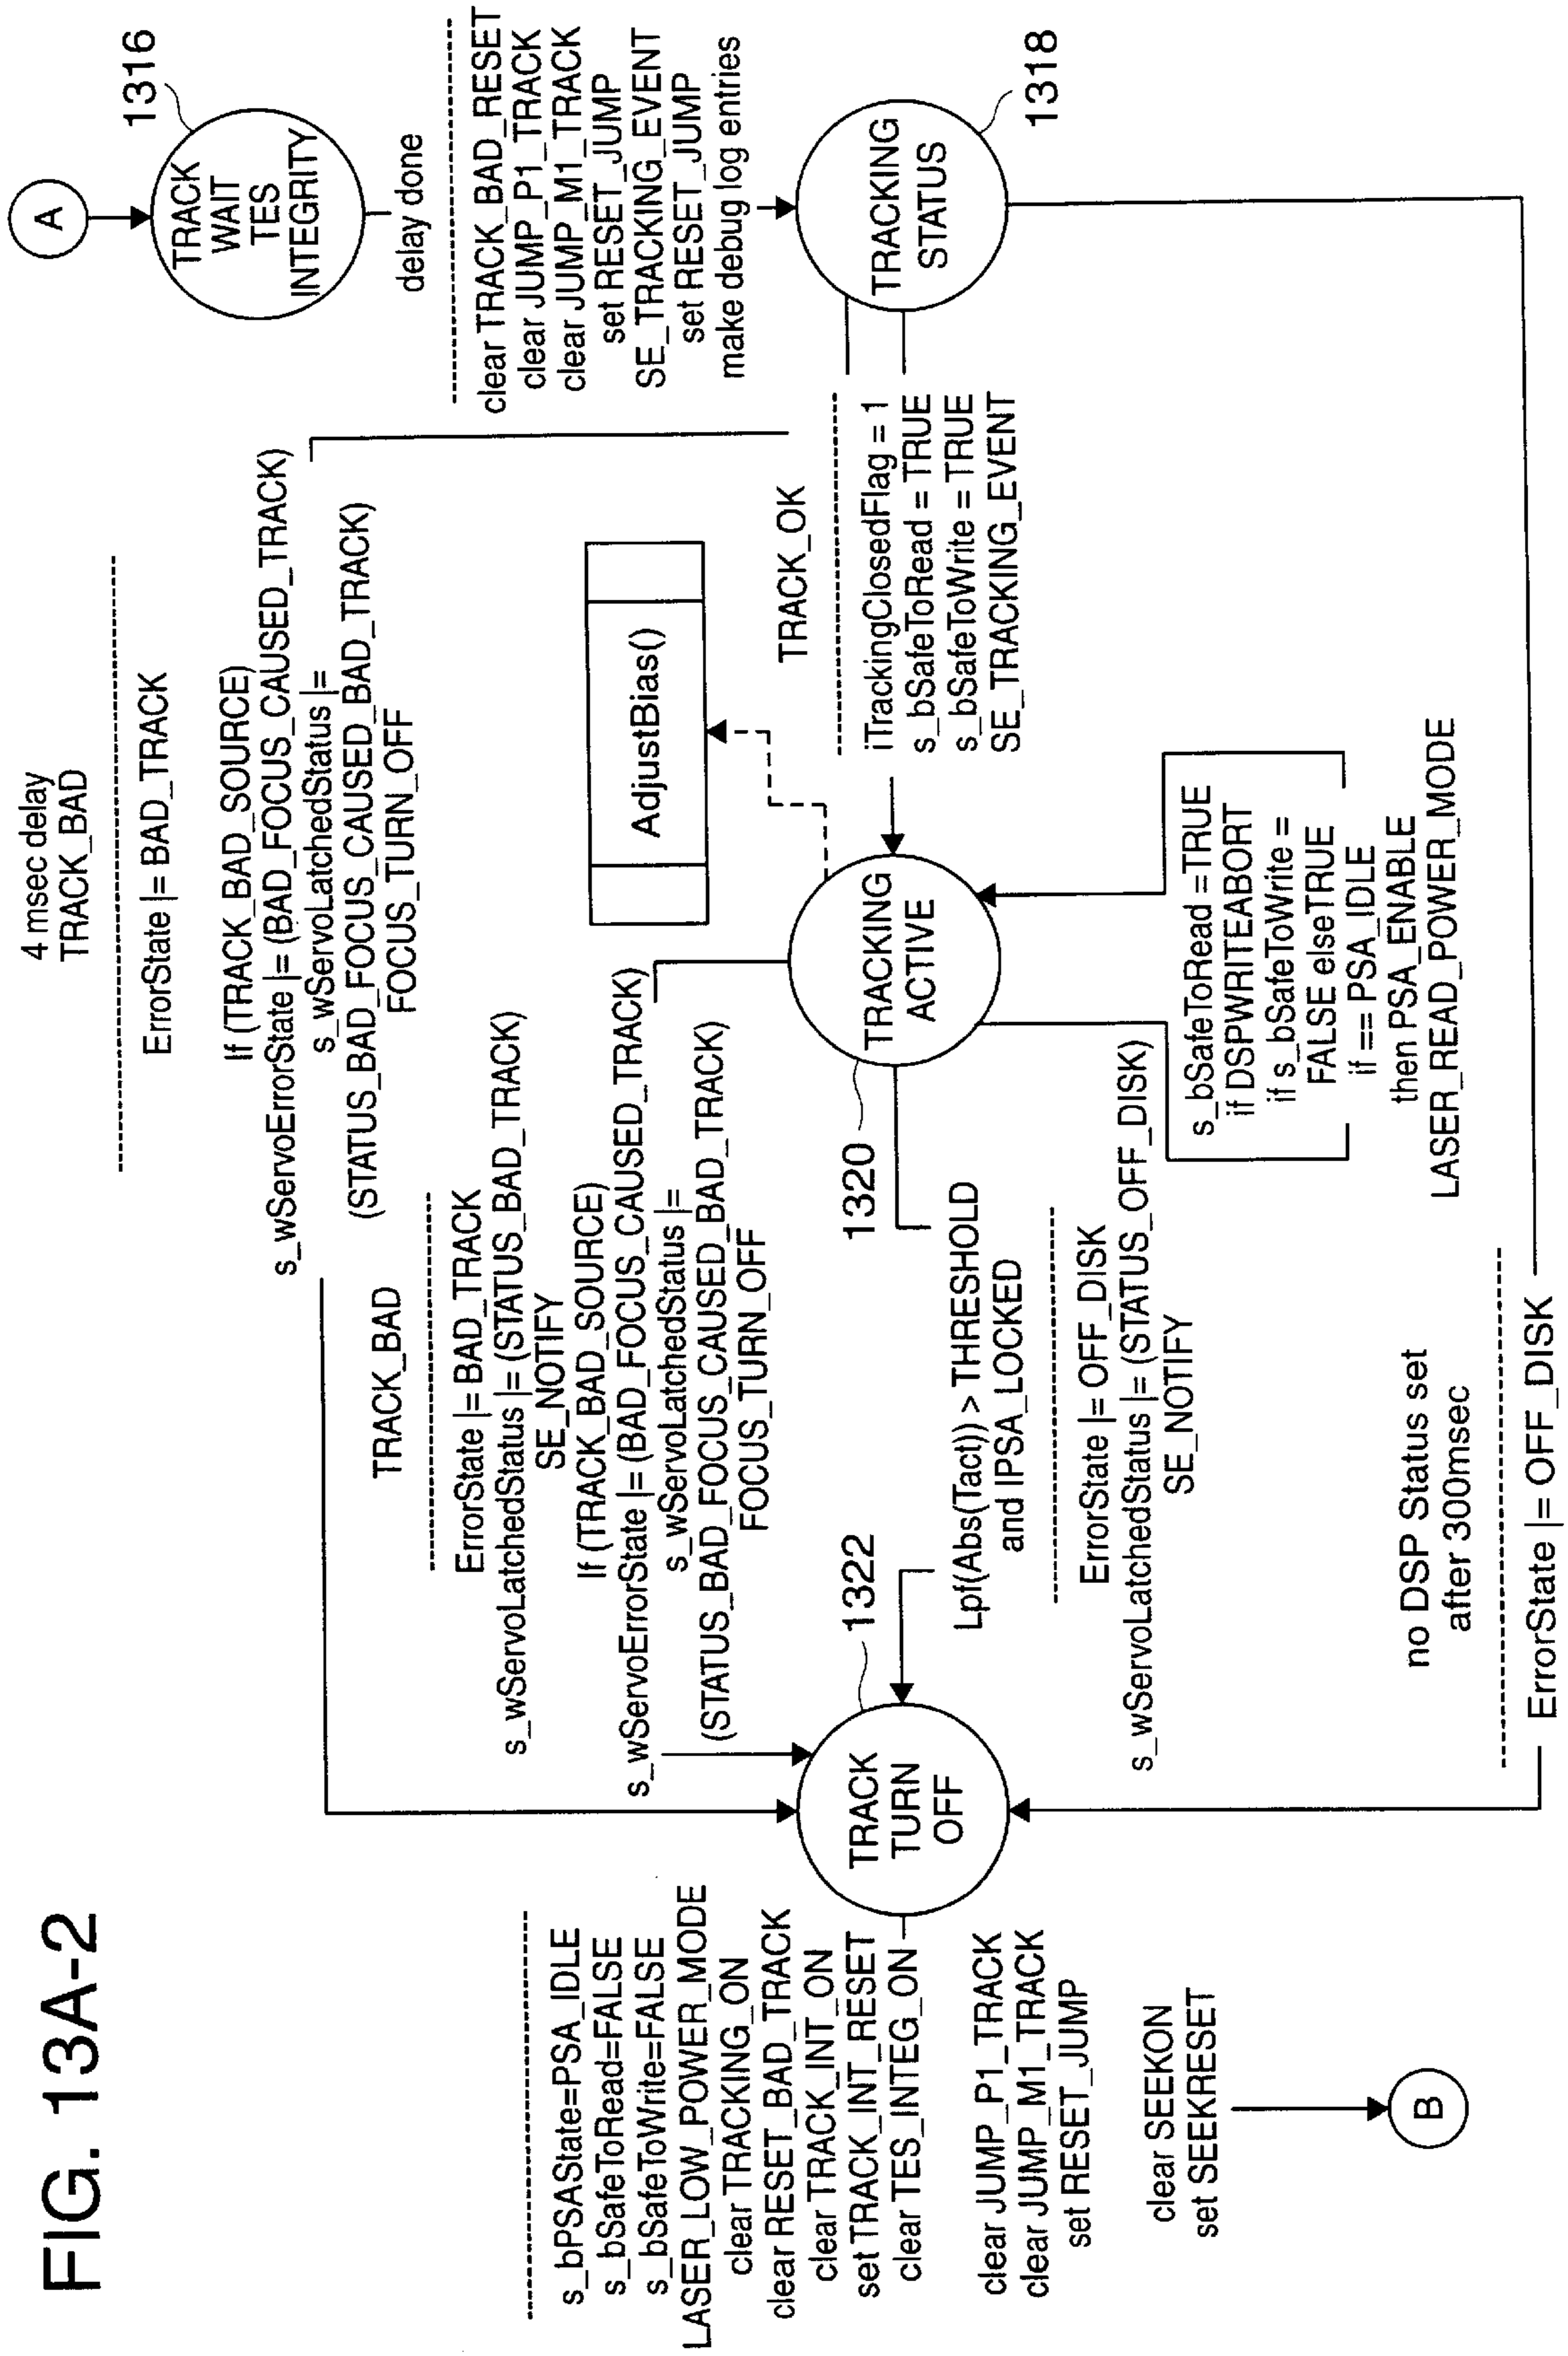 FIG. 13A-2
A
1316
TRACK
WAIT
TES
INTEGRITY
delay done
clear TRACK_BAD_RESET
clear JUMP_P1_TRACK
clear JUMP_M1_TRACK
set RESET_JUMP
SE_TRACKING_EVENT
set RESET_JUMP
make debug log entries
TRACKING
STATUS
1318
4 msec delay
TRACK_BAD
ErrorState |= BAD_TRACK
If (TRACK_BAD_SOURCE)
s_wServoErrorState |= (BAD_FOCUS_CAUSED_TRACK)
s_wServoLatchedStatus |=
(STATUS_BAD_FOCUS_CAUSED_BAD_TRACK)
FOCUS_TURN_OFF
TRACK_OK
iTrackingClosedFlag = 1
s_bSafeToRead = TRUE
s_bSafeToWrite = TRUE
SE_TRACKING_EVENT
AdjustBias()
TRACKING
ACTIVE
1320
s_bSafeToRead =TRUE
if DSPWRITEABORT
if s_bSafeToWrite =
FALSE elseTRUE
if == PSA_IDLE
then PSA_ENABLE
LASER_READ_POWER_MODE
TRACK_BAD
ErrorState |= BAD_TRACK
s_wServoLatchedStatus |= (STATUS_BAD_TRACK)
SE_NOTIFY
If (TRACK_BAD_SOURCE)
s_wServoErrorState |= (BAD_FOCUS_CAUSED_TRACK)
s_wServoLatchedStatus |=
(STATUS_BAD_FOCUS_CAUSED_BAD_TRACK)
FOCUS_TURN_OFF
Lpf(Abs(Tact)) > THRESHOLD
and IPSA_LOCKED
ErrorState |= OFF_DISK
s_wServoLatchedStatus |= (STATUS_OFF_DISK)
SE_NOTIFY
no DSP Status set
after 300msec
ErrorState |= OFF_DISK
1322
TRACK
TURN
OFF
s_bPSAState=PSA_IDLE
s_bSafeToRead=FALSE
s_bSafeToWrite=FALSE
LASER_LOW_POWER_MODE
clear TRACKING_ON
clear RESET_BAD_TRACK
clear TRACK_INT_ON
set TRACK_INT_RESET
clear TES_INTEG_ON
clear JUMP_P1_TRACK
clear JUMP_M1_TRACK
set RESET_JUMP
clear SEEKON
set SEEKRESET
B